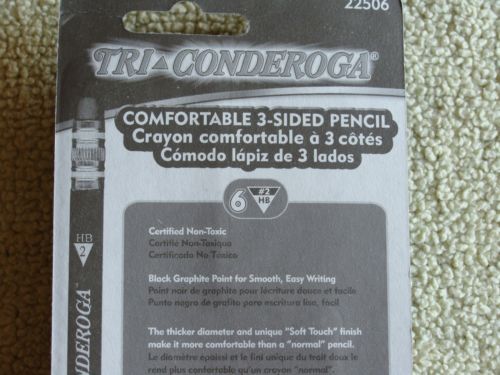 22506
TRI▲CONDEROGA®
COMFORTABLE 3-SIDED PENCIL
Crayon comfortable à 3 côtés
Cómodo lápiz de 3 lados
6 #2 HB
HB
2
NDEROGA
Certified Non-Toxic
Certifié Non-Toxiqua
Certificado No Tóxico
Black Graphite Point for Smooth, Easy Writing
Point noir de graphite pour lécriture douce et facile
Punto negro de grafito para escritura lisa, fácil
The thicker diameter and unique "Soft Touch" finish
make it more comfortable than a "normal" pencil.
Le diamètre épaissi et le fini unique du trait doux le
rend plus confortable qu'un crayon "normal".